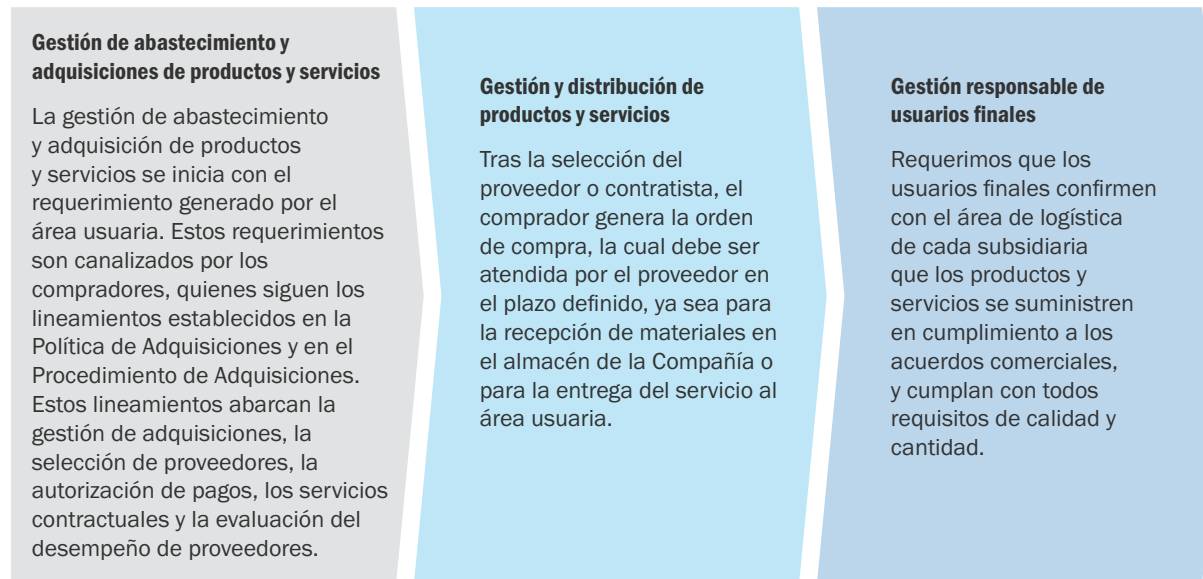 Gestión de abastecimiento y
adquisiciones de productos y servicios
La gestión de abastecimiento
y adquisición de productos
y servicios se inicia con el
requerimiento generado por el
área usuaria. Estos requerimientos
son canalizados por los
compradores, quienes siguen los
lineamientos establecidos en la
Política de Adquisiciones y en el
Procedimiento de Adquisiciones.
Estos lineamientos abarcan la
gestión de adquisiciones, la
selección de proveedores, la
autorización de pagos, los servicios
contractuales y la evaluación del
desempeño de proveedores.
Gestión y distribución de
productos y servicios
Tras la selección del
proveedor o contratista, el
comprador genera la orden
de compra, la cual debe ser
atendida por el proveedor en
el plazo definido, ya sea para
la recepción de materiales en
el almacén de la Compañía o
para la entrega del servicio al
área usuaria.
Gestión responsable de
usuarios finales
Requerimos que los
usuarios finales confirmen
con el área de logística
de cada subsidiaria
que los productos y
servicios se suministren
en cumplimiento a los
acuerdos comerciales,
y cumplan con todos
requisitos de calidad y
cantidad.